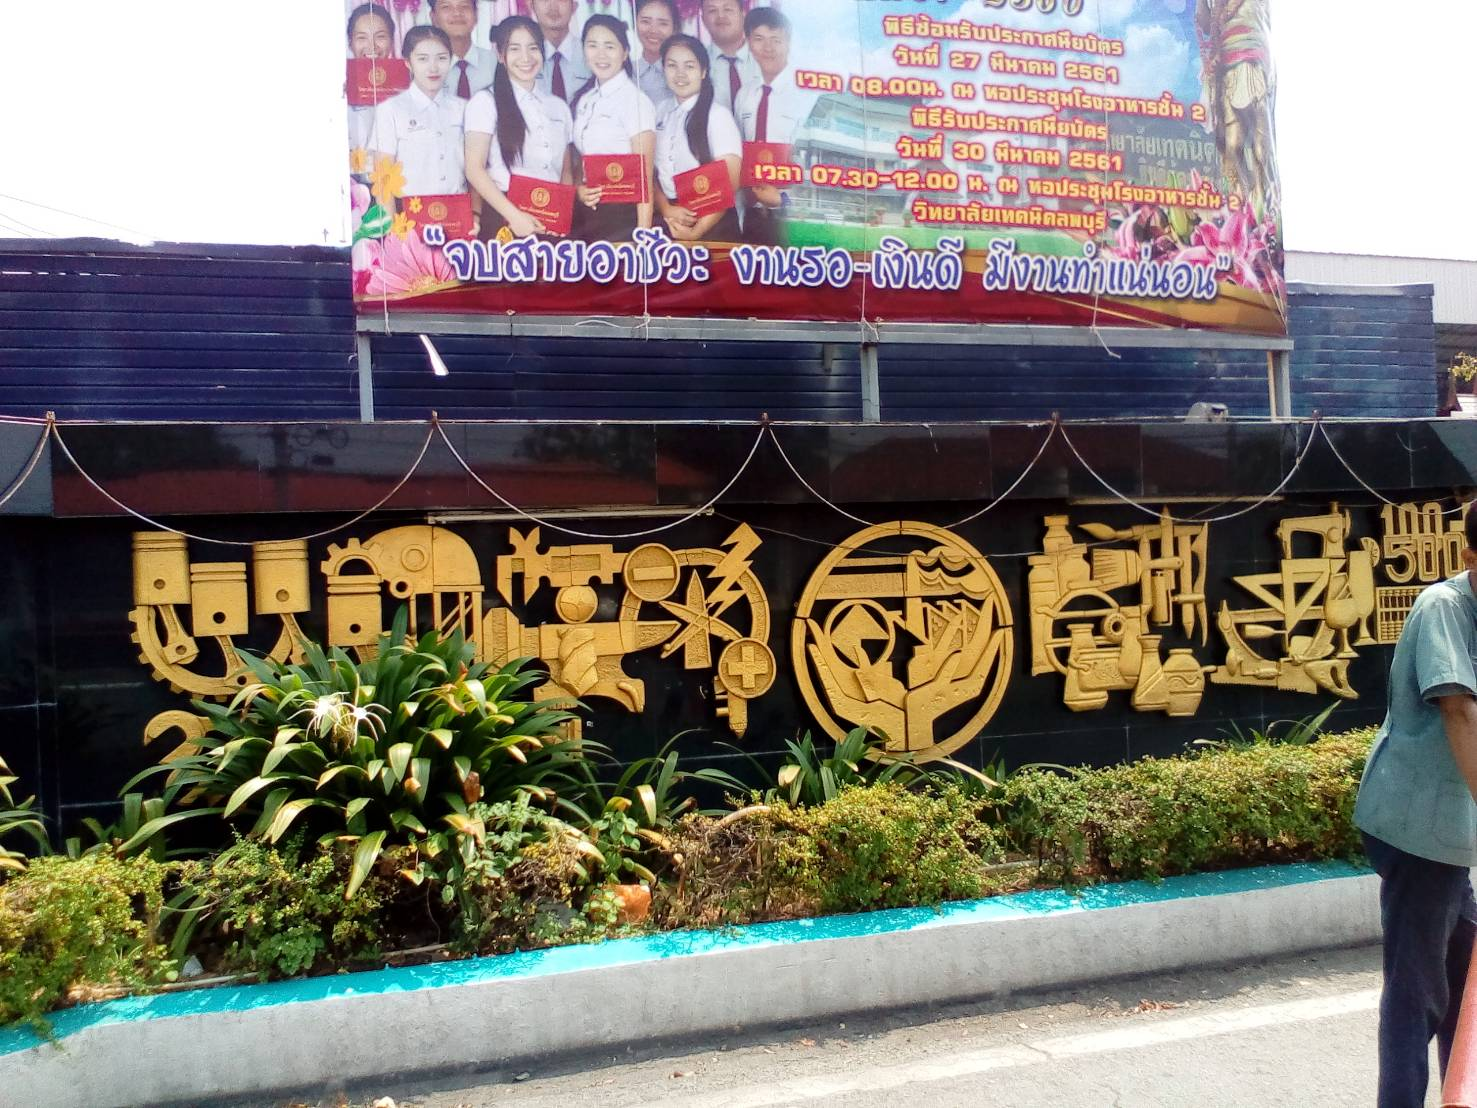 พิธีซ้อมรับประกาศนียบัตร
วันที่ 27 มีนาคม 2561
เวลา 08.00น. ณ หอประชุมโรงอาหารชั้น 2
พิธีรับประกาศนียบัตร
วันที่ 30 มีนาคม 2561
เวลา 07.30-12.00 น. ณ หอประชุมโรงอาหารชั้น 2
วิทยาลัยเทคนิคลพบุรี
“จบสายอาชีวะ งานรอ-เงินดี มีงานทำแน่นอน”
500